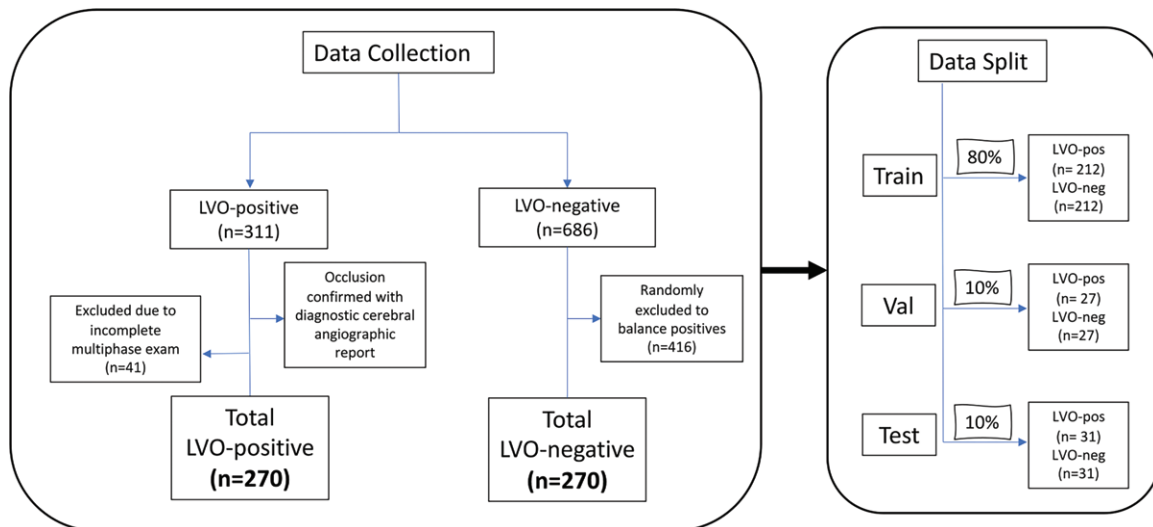 Data Collection
LVO-positive
(n=311)
LVO-negative
(n=686)
Excluded due to
incomplete
multiphase exam
(n=41)
Occlusion
confirmed with
diagnostic cerebral
angiographic
report
Randomly
excluded to
balance positives
(n=416)
Total
LVO-positive
(n=270)
Total
LVO-negative
(n=270)
Data Split
Train
80%
LVO-pos
(n= 212)
LVO-neg
(n=212)
Val
10%
LVO-pos
(n= 27)
LVO-neg
(n=27)
Test
10%
LVO-pos
(n= 31)
LVO-neg
(n=31)